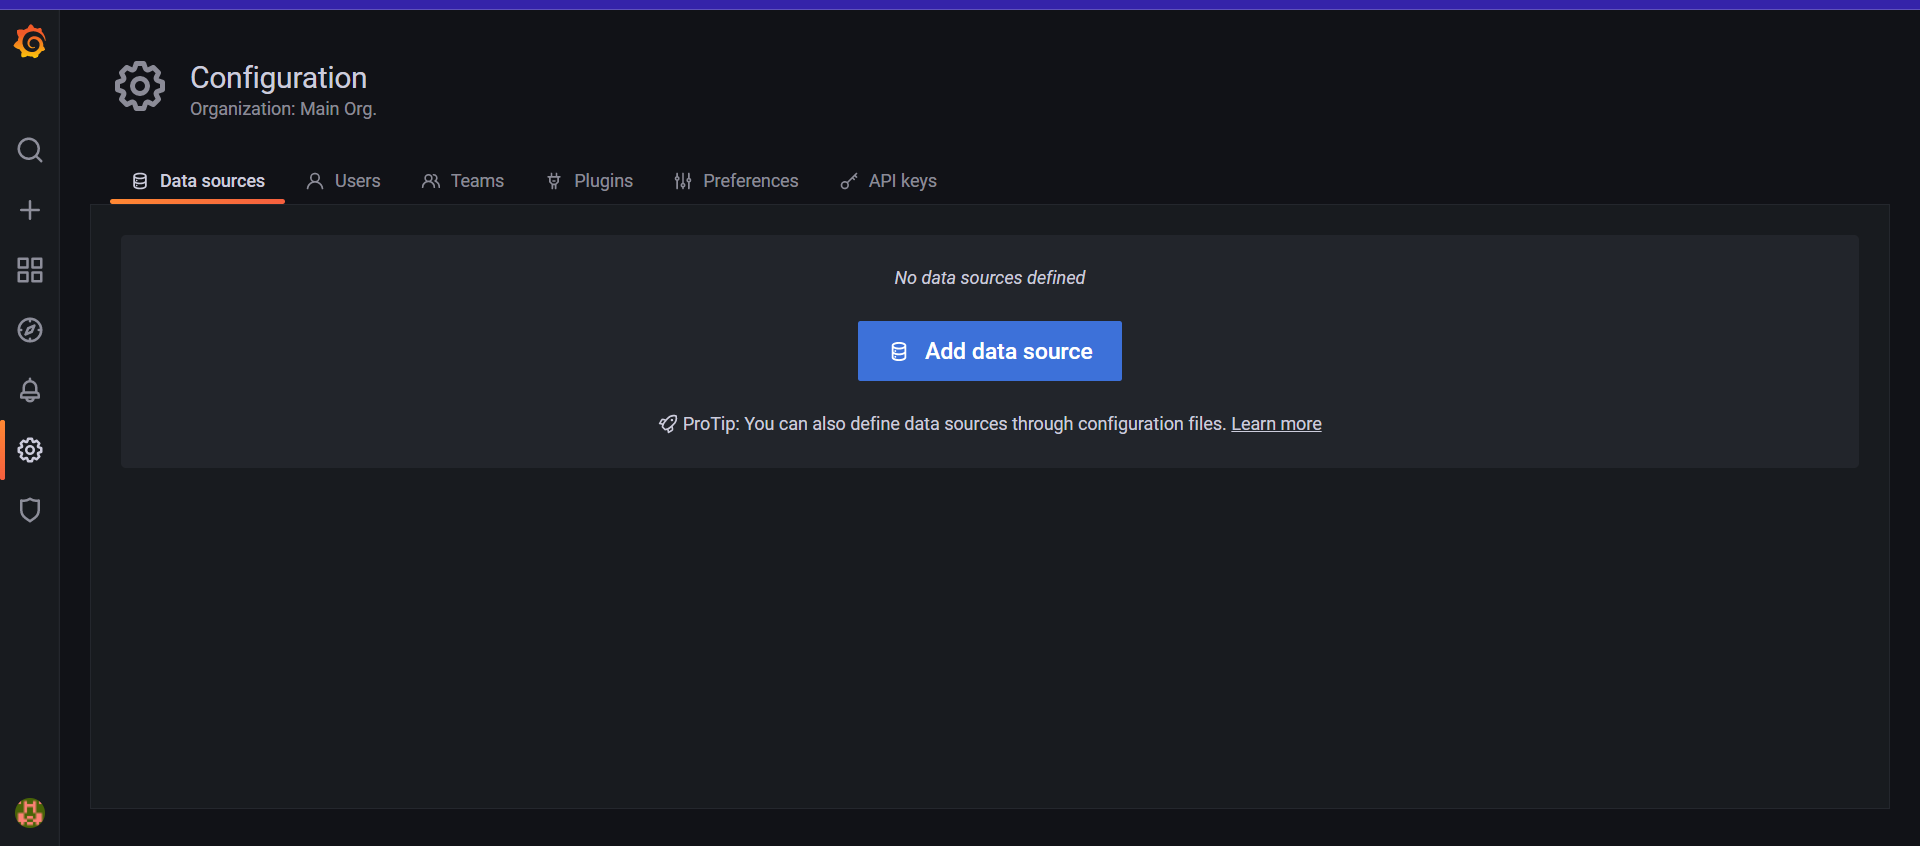 Configuration
Organization: Main Org.
Data sources Users Teams Plugins Preferences API keys
No data sources defined
Add data source
ProTip: You can also define data sources through configuration files. Learn more